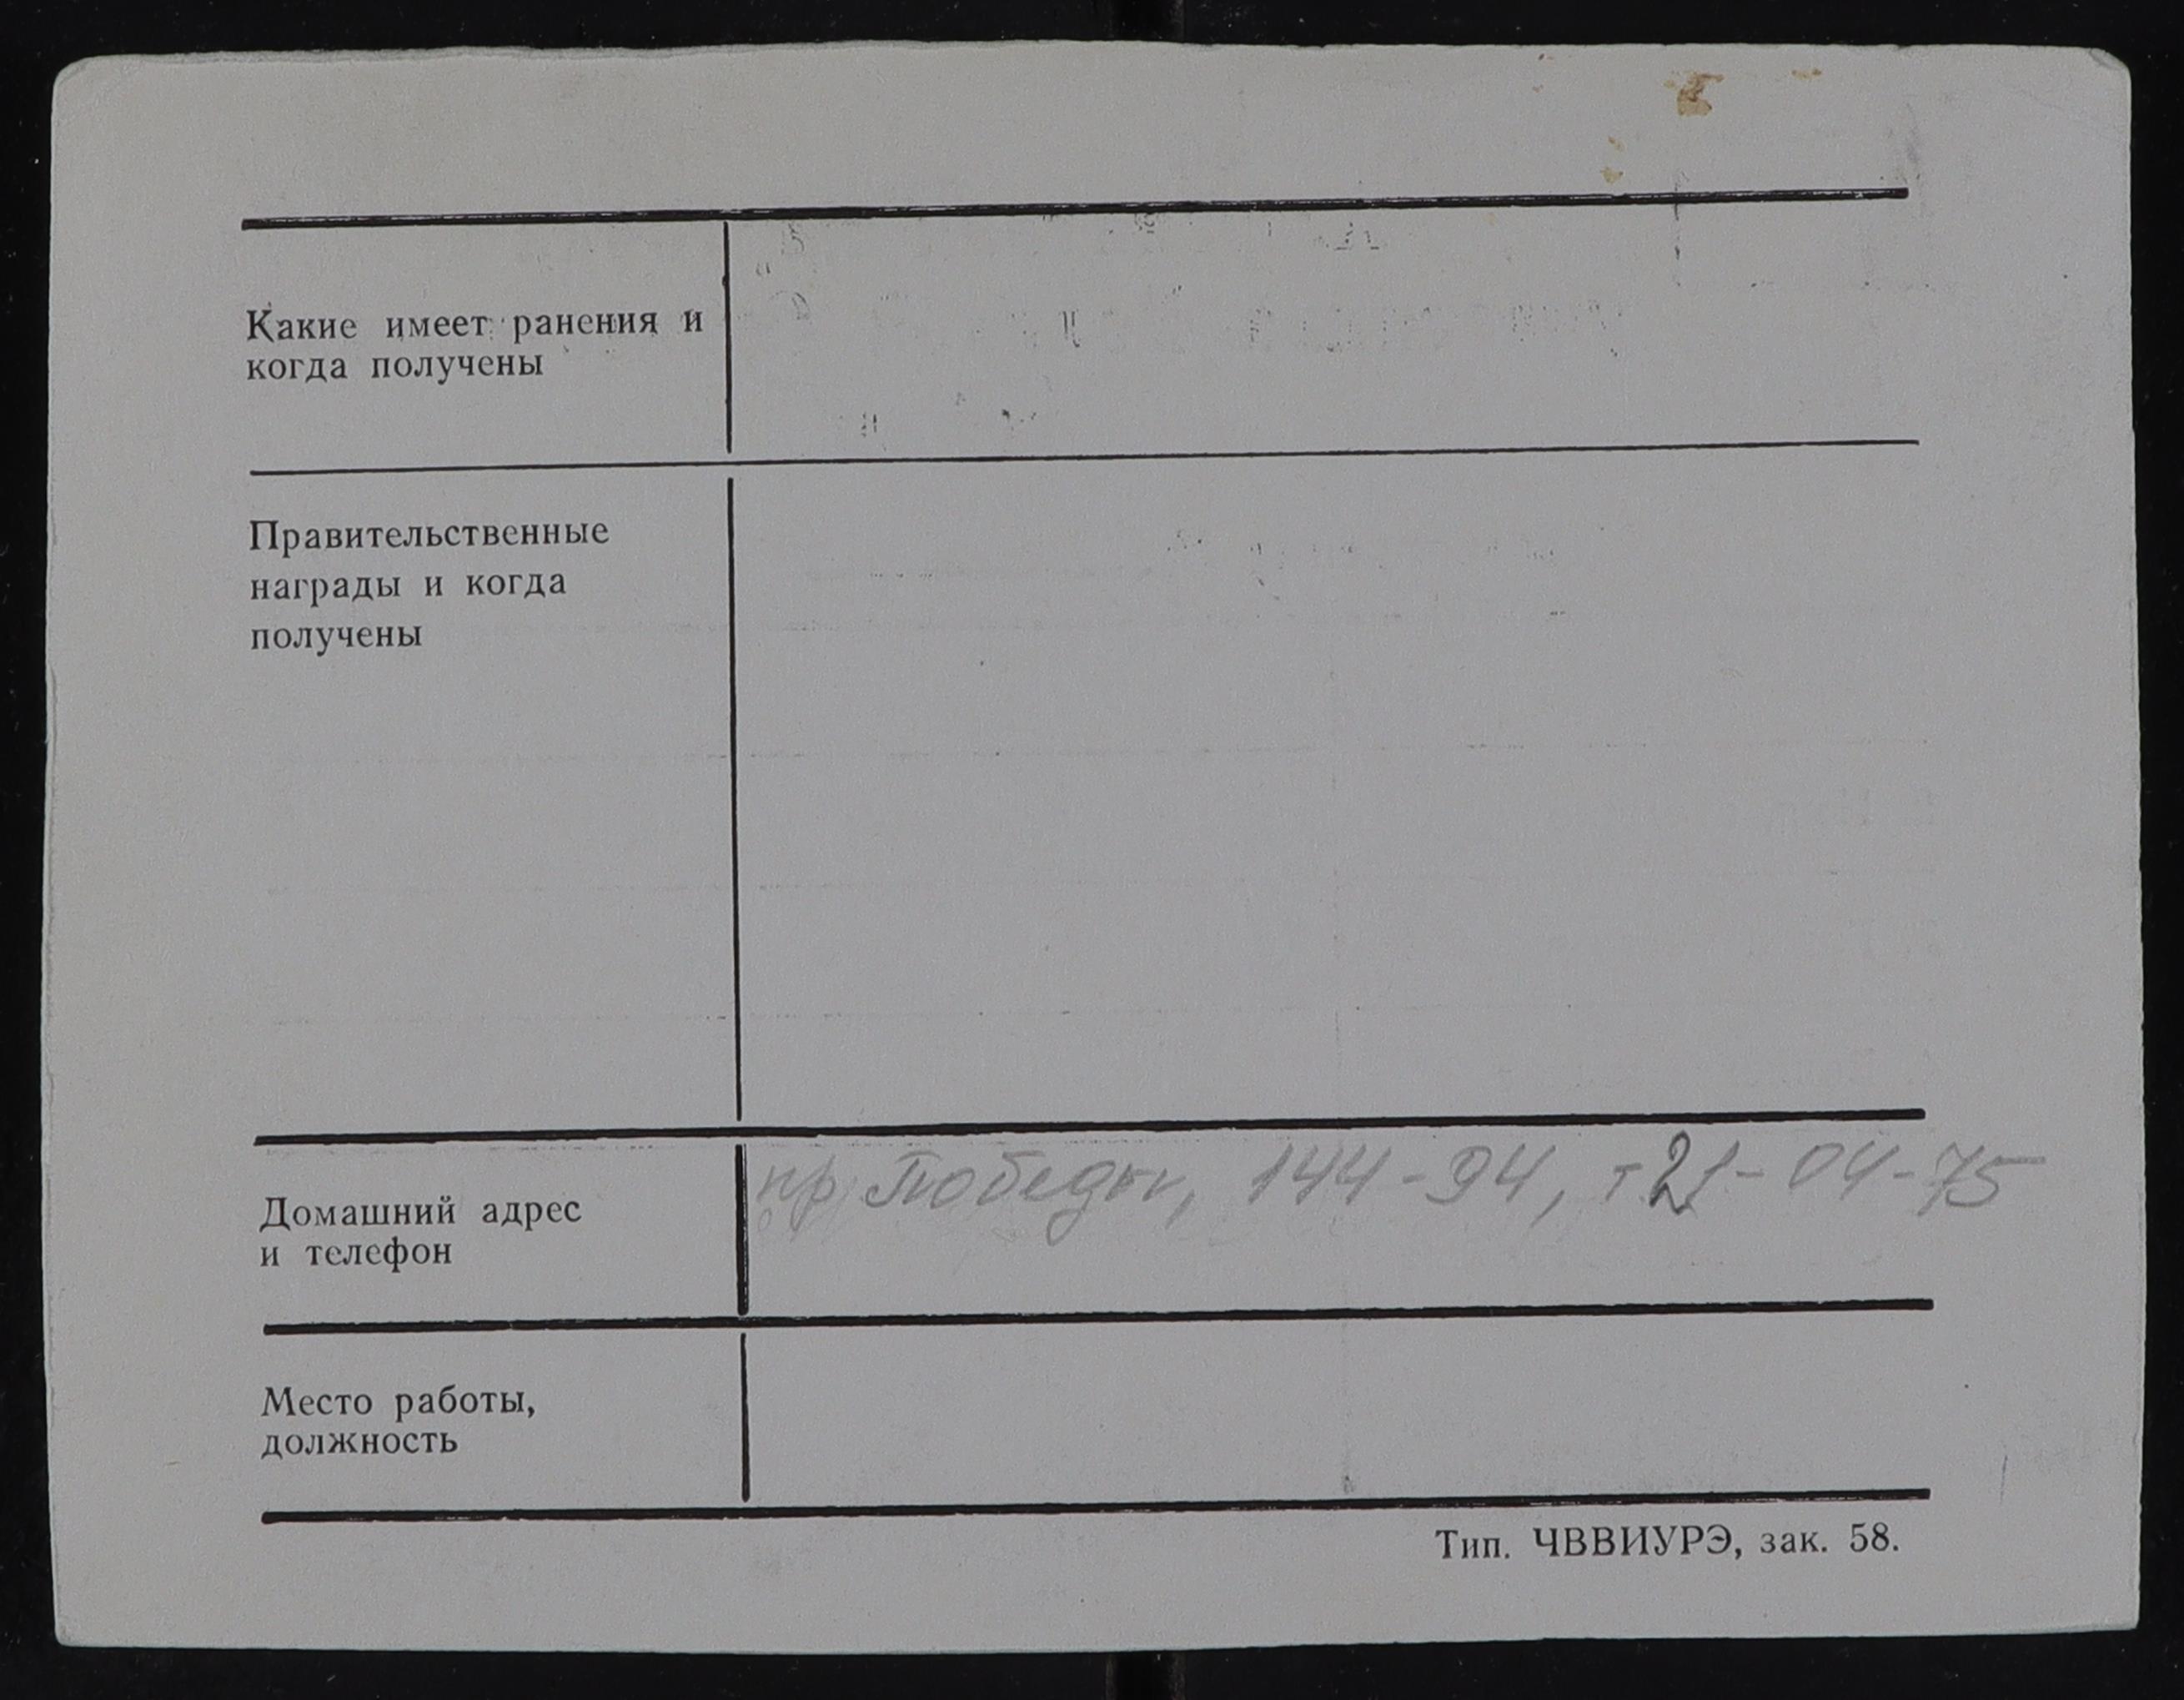 Какие имеет ранения и
когда получены
Правительственные
награды и когда
получены
Домашний адрес
и телефон
пр. Победы, 144-94, т 21-04-75
Место работы,
должность
Тип. ЧВВИУРЭ, зак. 58.